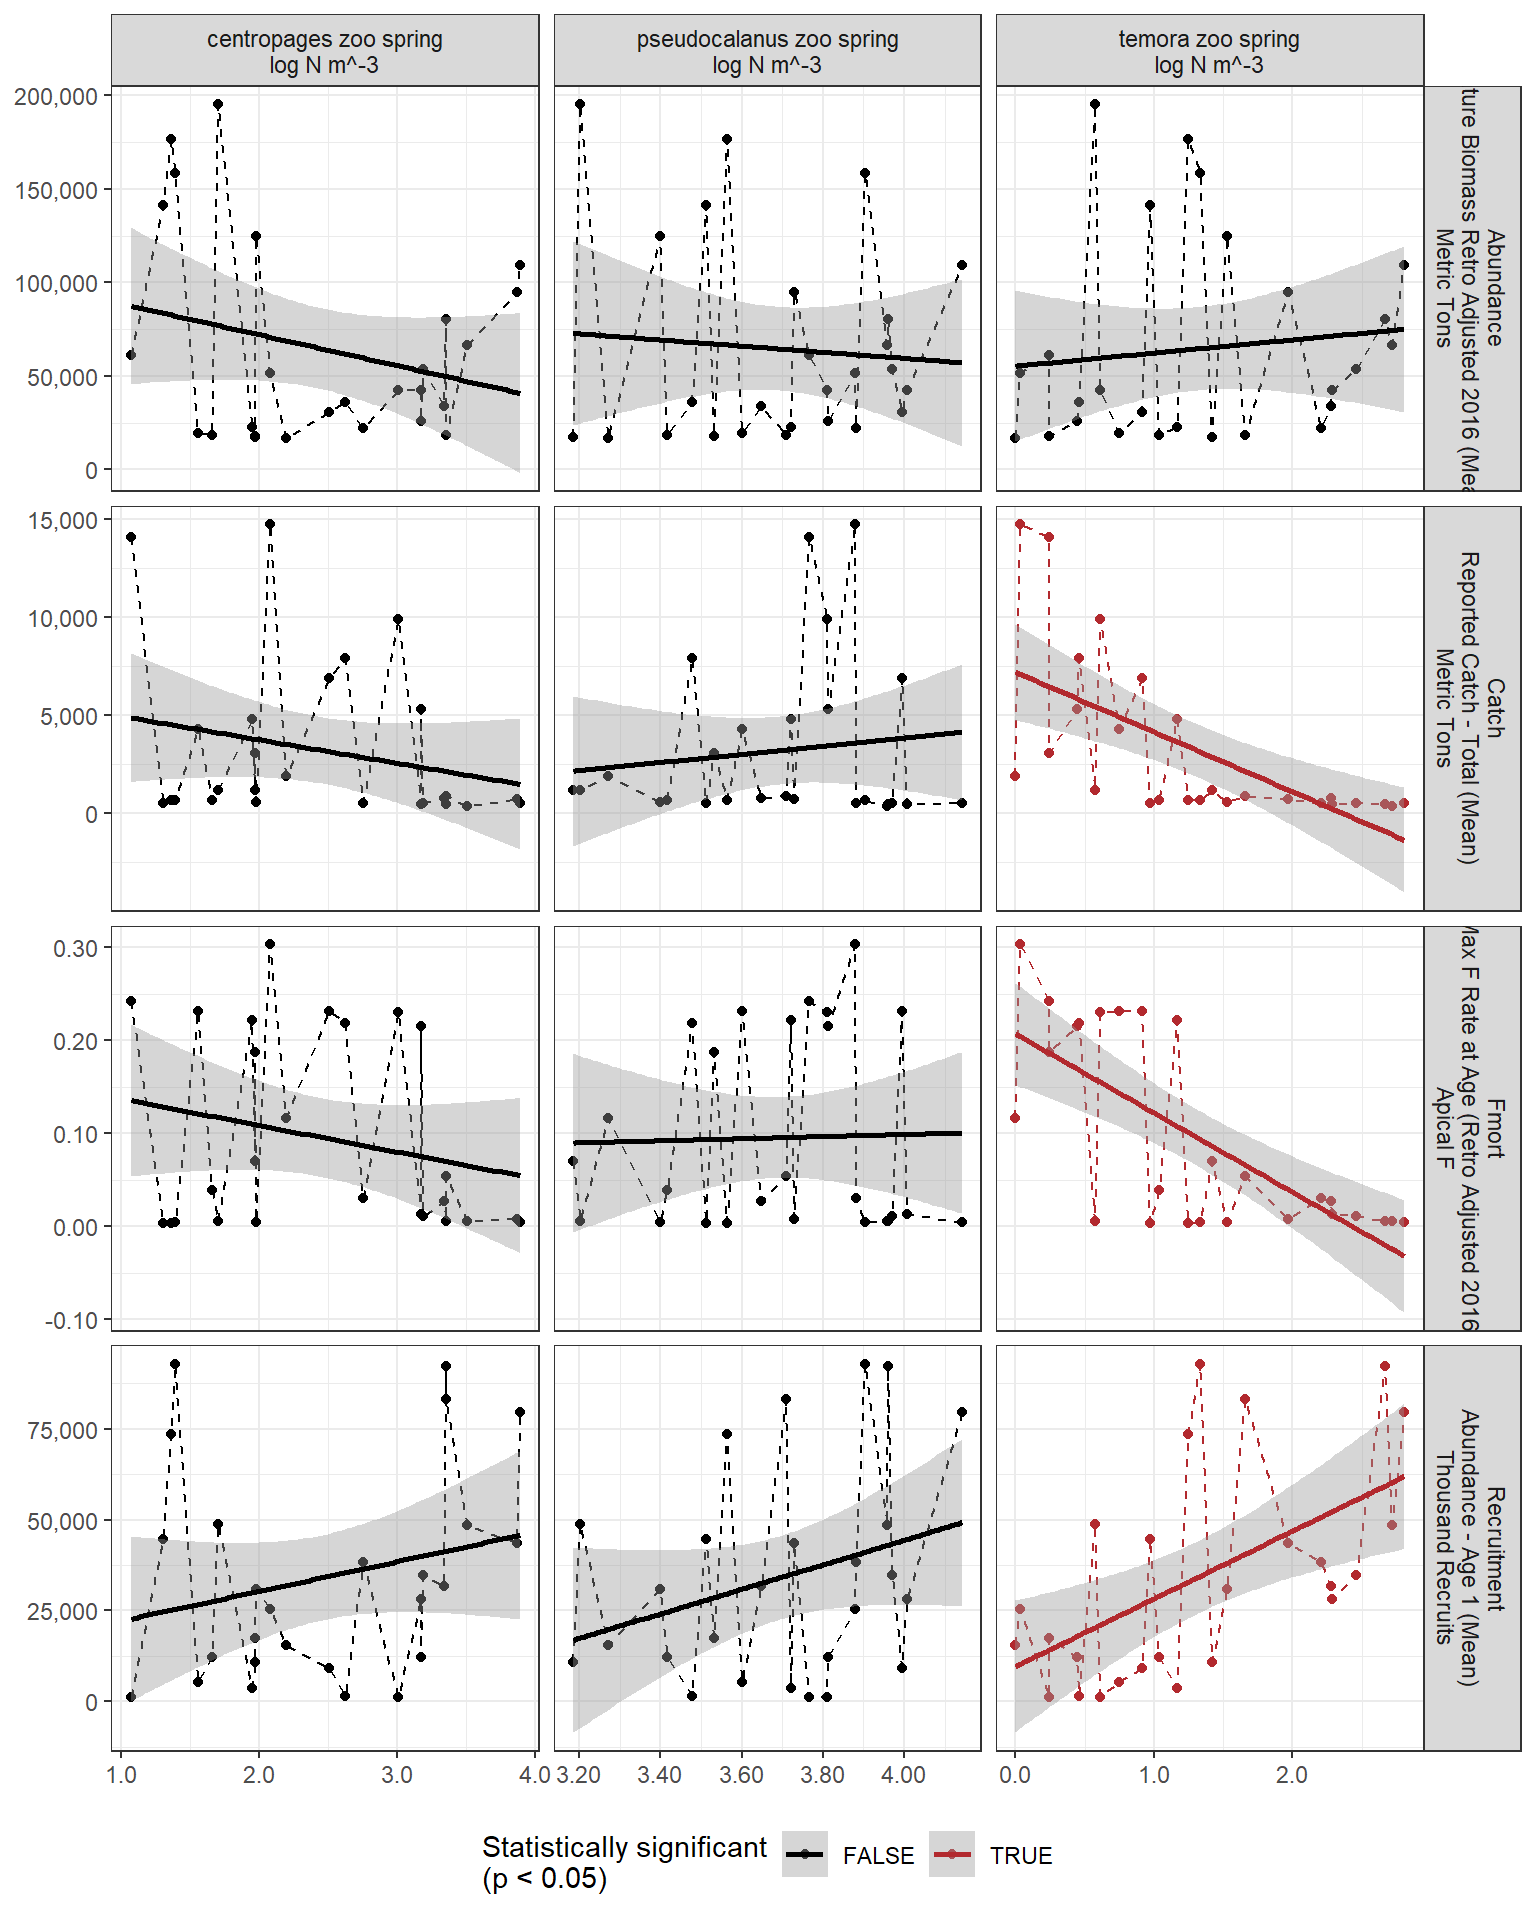 centropages zoo spring
log N m^-3
pseudocalanus zoo spring
log N m^-3
temora zoo spring
log N m^-3
200,000
150,000
100,000
50,000
0
Abundance
ture Biomass Retro Adjusted 2016 (Mea
Metric Tons
15,000
10,000
5,000
0
Catch
Reported Catch - Total (Mean)
Metric Tons
0.30
0.20
0.10
0.00
-0.10
Fmort
Max F Rate at Age (Retro Adjusted 2016
Apical F
75,000
50,000
25,000
0
Recruitment
Abundance - Age 1 (Mean)
Thousand Recruits
1.0 2.0 3.0 4.0
3.20 3.40 3.60 3.80 4.00
0.0 1.0 2.0
Statistically significant
(p < 0.05)
FALSE
TRUE